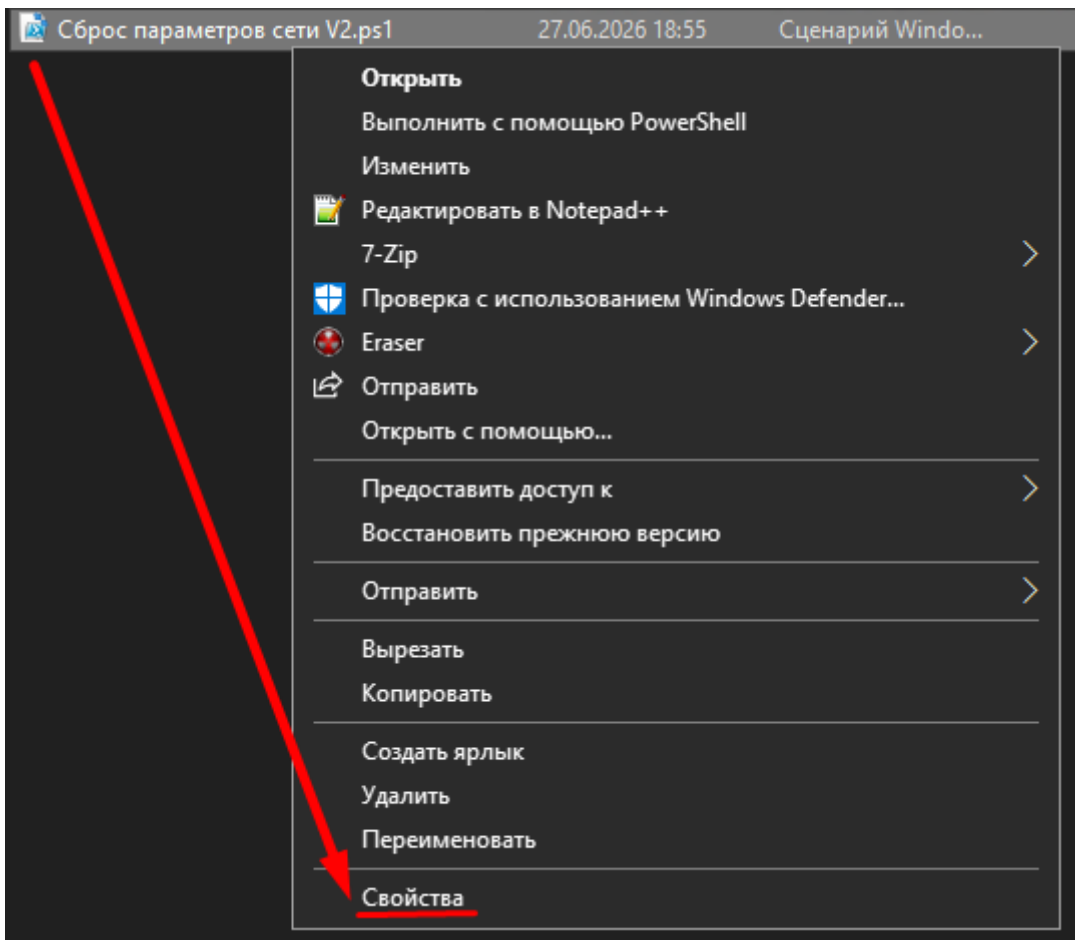 Сброс параметров сети V2.ps1 27.06.2026 18:55 Сценарий Windo...
Открыть
Выполнить с помощью PowerShell
Изменить
Редактировать в Notepad++
7-Zip
Проверка с использованием Windows Defender...
Eraser
Отправить
Открыть с помощью...
Предоставить доступ к
Восстановить прежнюю версию
Отправить
Вырезать
Копировать
Создать ярлык
Удалить
Переименовать
Свойства